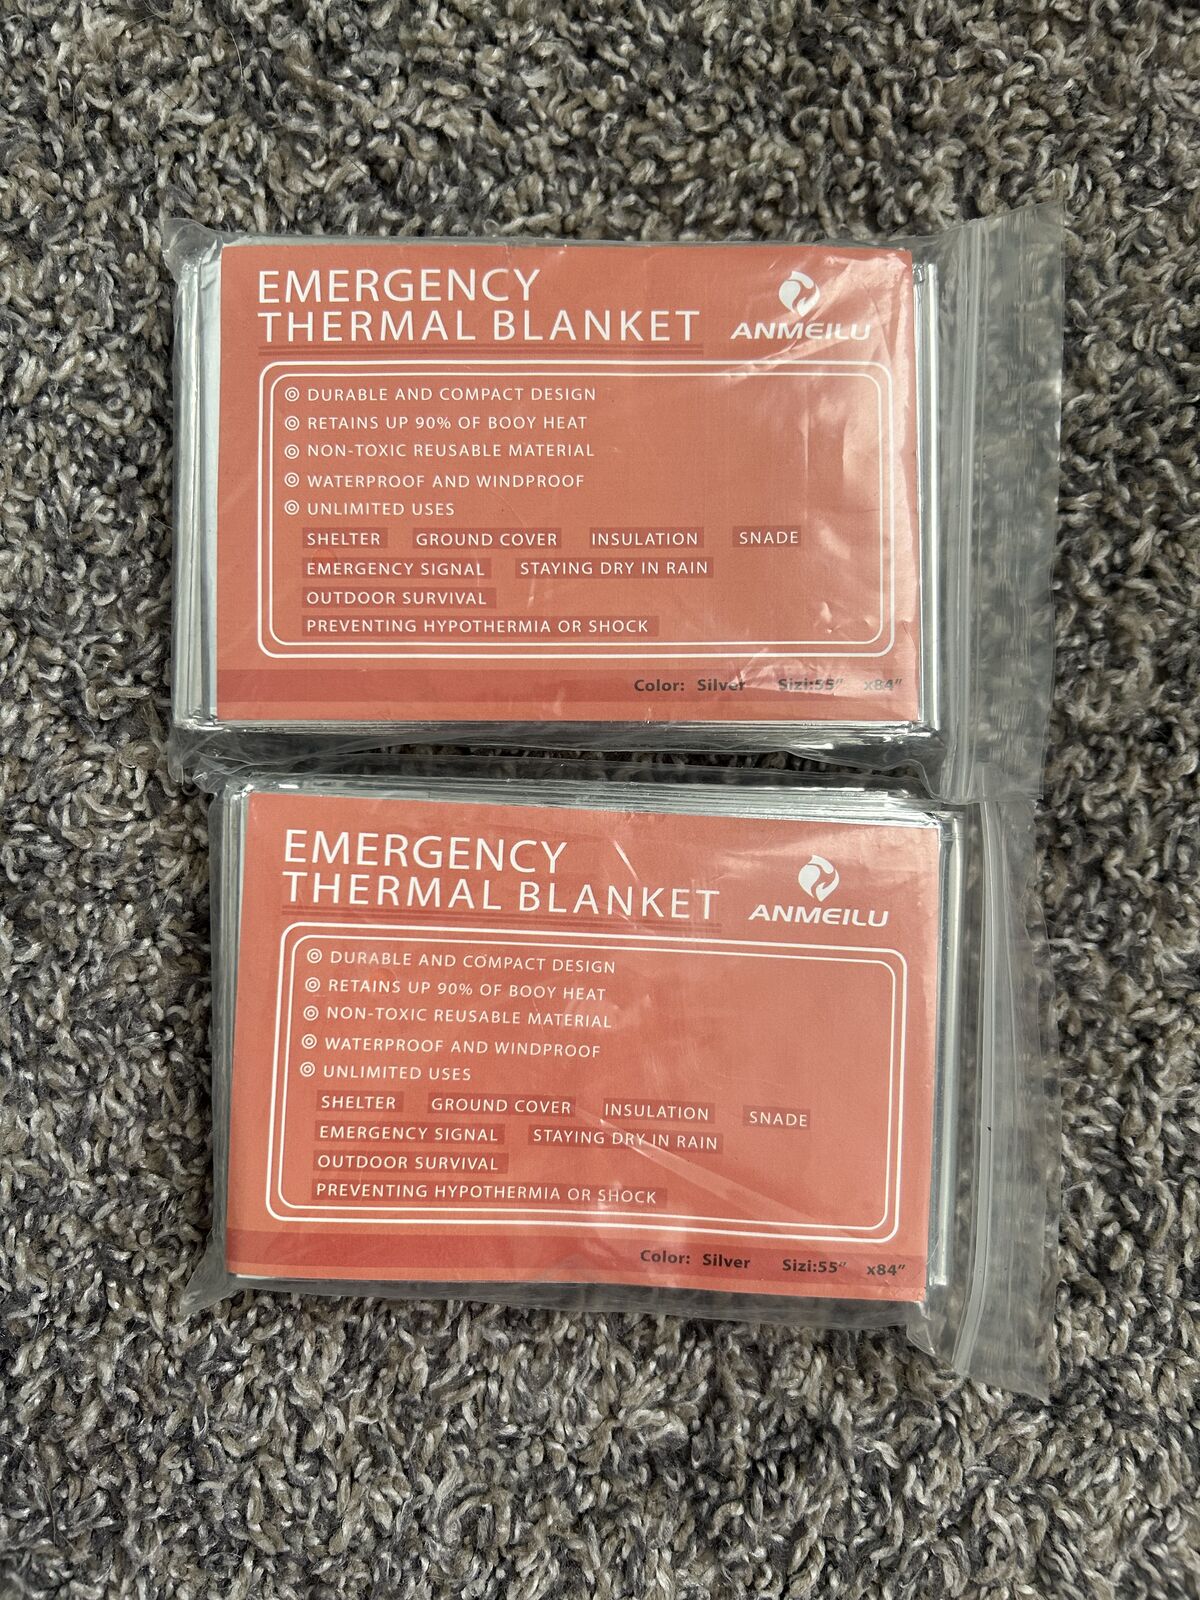 EMERGENCY
THERMAL BLANKET
ANMEILU
DURABLE AND COMPACT DESIGN
RETAINS UP 90% OF BOOY HEAT
NON-TOXIC REUSABLE MATERIAL
WATERPROOF AND WINDPROOF
UNLIMITED USES
SHELTER GROUND COVER INSULATION SNADE
EMERGENCY SIGNAL STAYING DRY IN RAIN
OUTDOOR SURVIVAL
PREVENTING HYPOTHERMIA OR SHOCK
Color: Silver Sizi:55″ x84″
EMERGENCY
THERMAL BLANKET
ANMEILU
DURABLE AND COMPACT DESIGN
RETAINS UP 90% OF BOOY HEAT
NON-TOXIC REUSABLE MATERIAL
WATERPROOF AND WINDPROOF
UNLIMITED USES
SHELTER GROUND COVER INSULATION SNADE
EMERGENCY SIGNAL STAYING DRY IN RAIN
OUTDOOR SURVIVAL
PREVENTING HYPOTHERMIA OR SHOCK
Color: Silver Sizi:55″ x84″